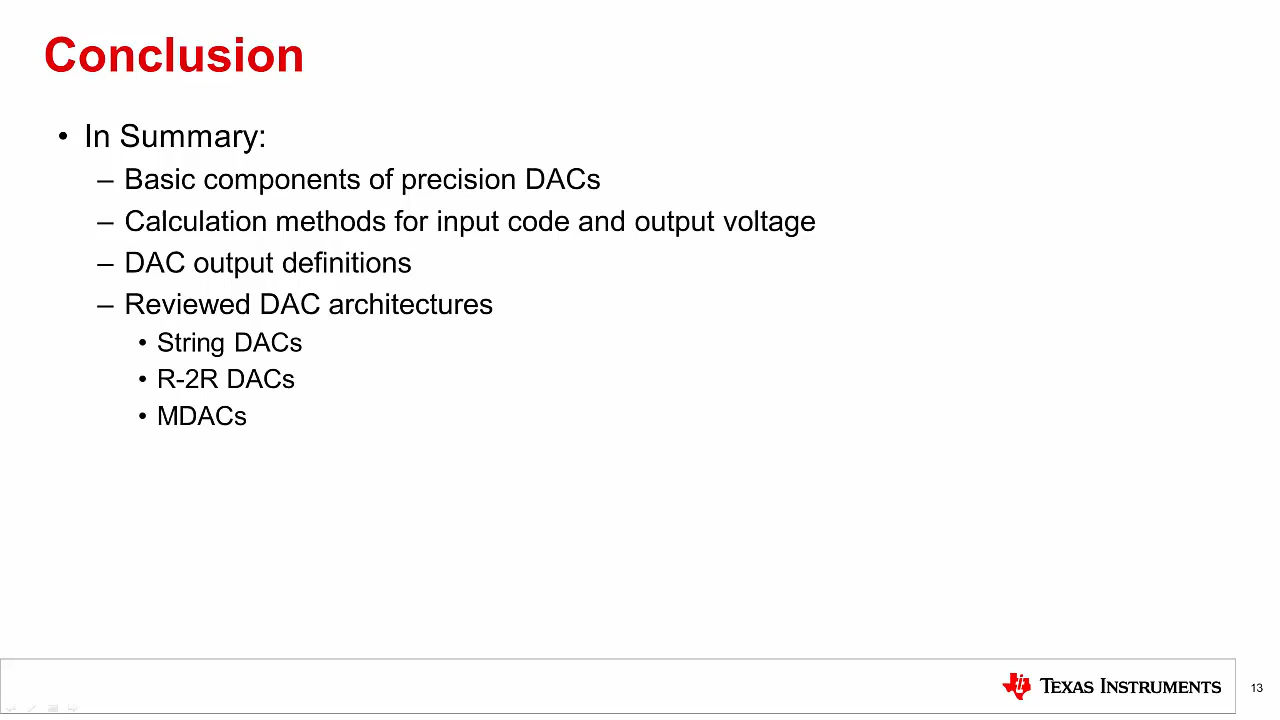 Conclusion
• In Summary:
– Basic components of precision DACs
– Calculation methods for input code and output voltage
– DAC output definitions
– Reviewed DAC architectures
• String DACs
• R-2R DACs
• MDACs
TEXAS INSTRUMENTS
13